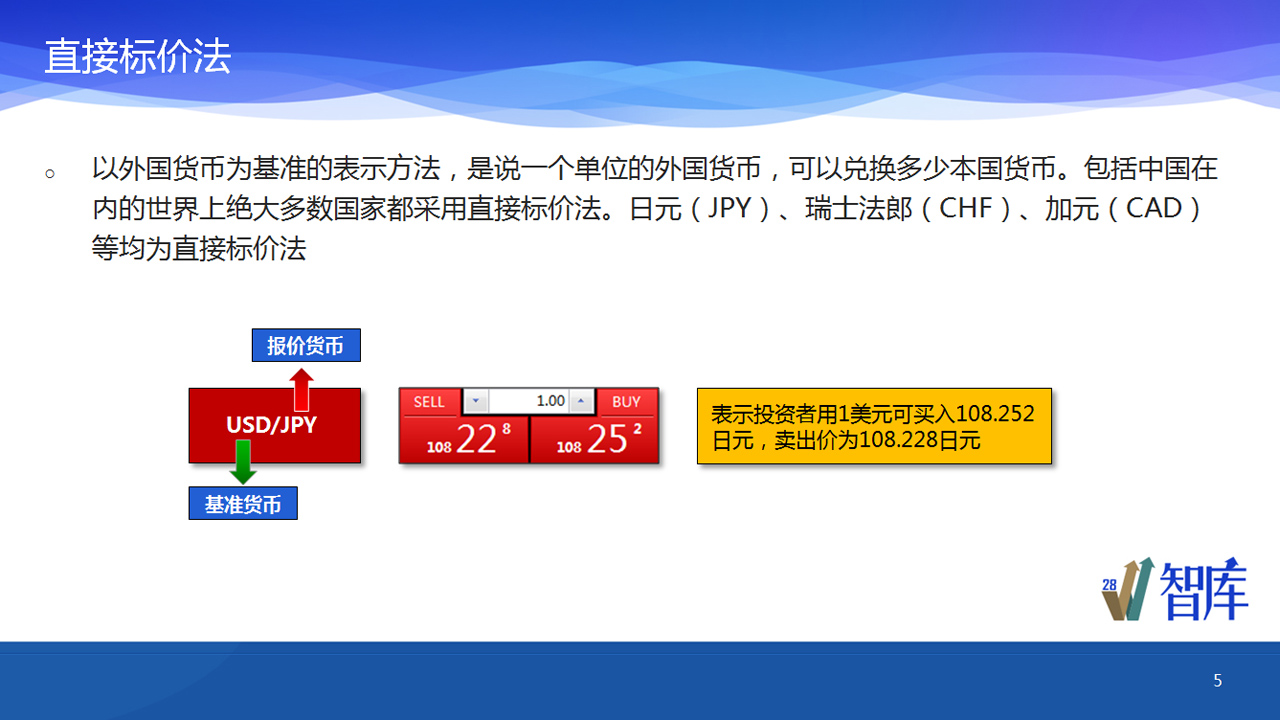 直接标价法
以外国货币为基准的表示方法，是说一个单位的外国货币，可以兑换多少本国货币。包括中国在
内的世界上绝大多数国家都采用直接标价法。日元（JPY）、瑞士法郎（CHF）、加元（CAD）
等均为直接标价法
报价货币
USD/JPY
基准货币
SELL 1.00 BUY
108 22 8 108 25 2
表示投资者用1美元可买入108.252
日元，卖出价为108.228日元
28 智库
5